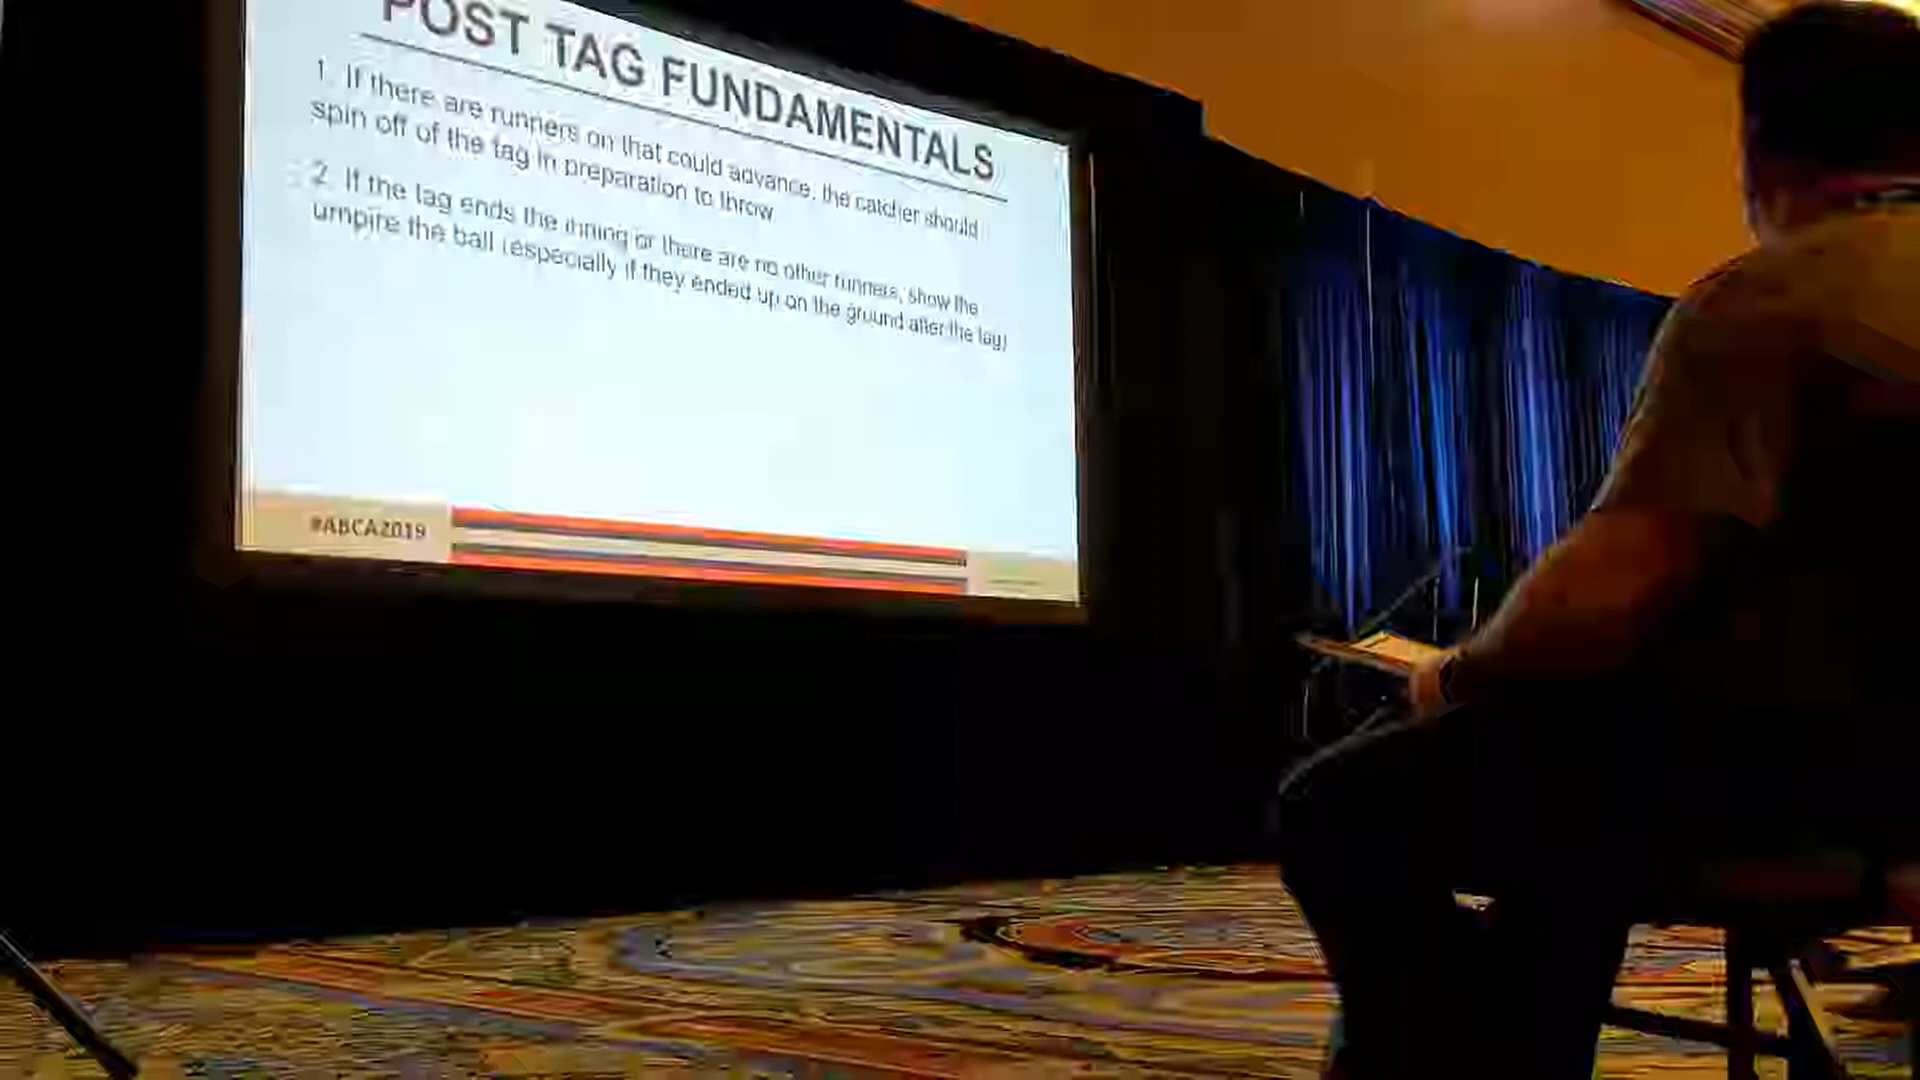 POST TAG FUNDAMENTALS
1. If there are runners on that could advance, the catcher should
spin off of the tag in preparation to throw
2. If the tag ends the inning or there are no other runners, show the
umpire the ball (especially if they ended up on the ground after the tag)
#ABCA2019